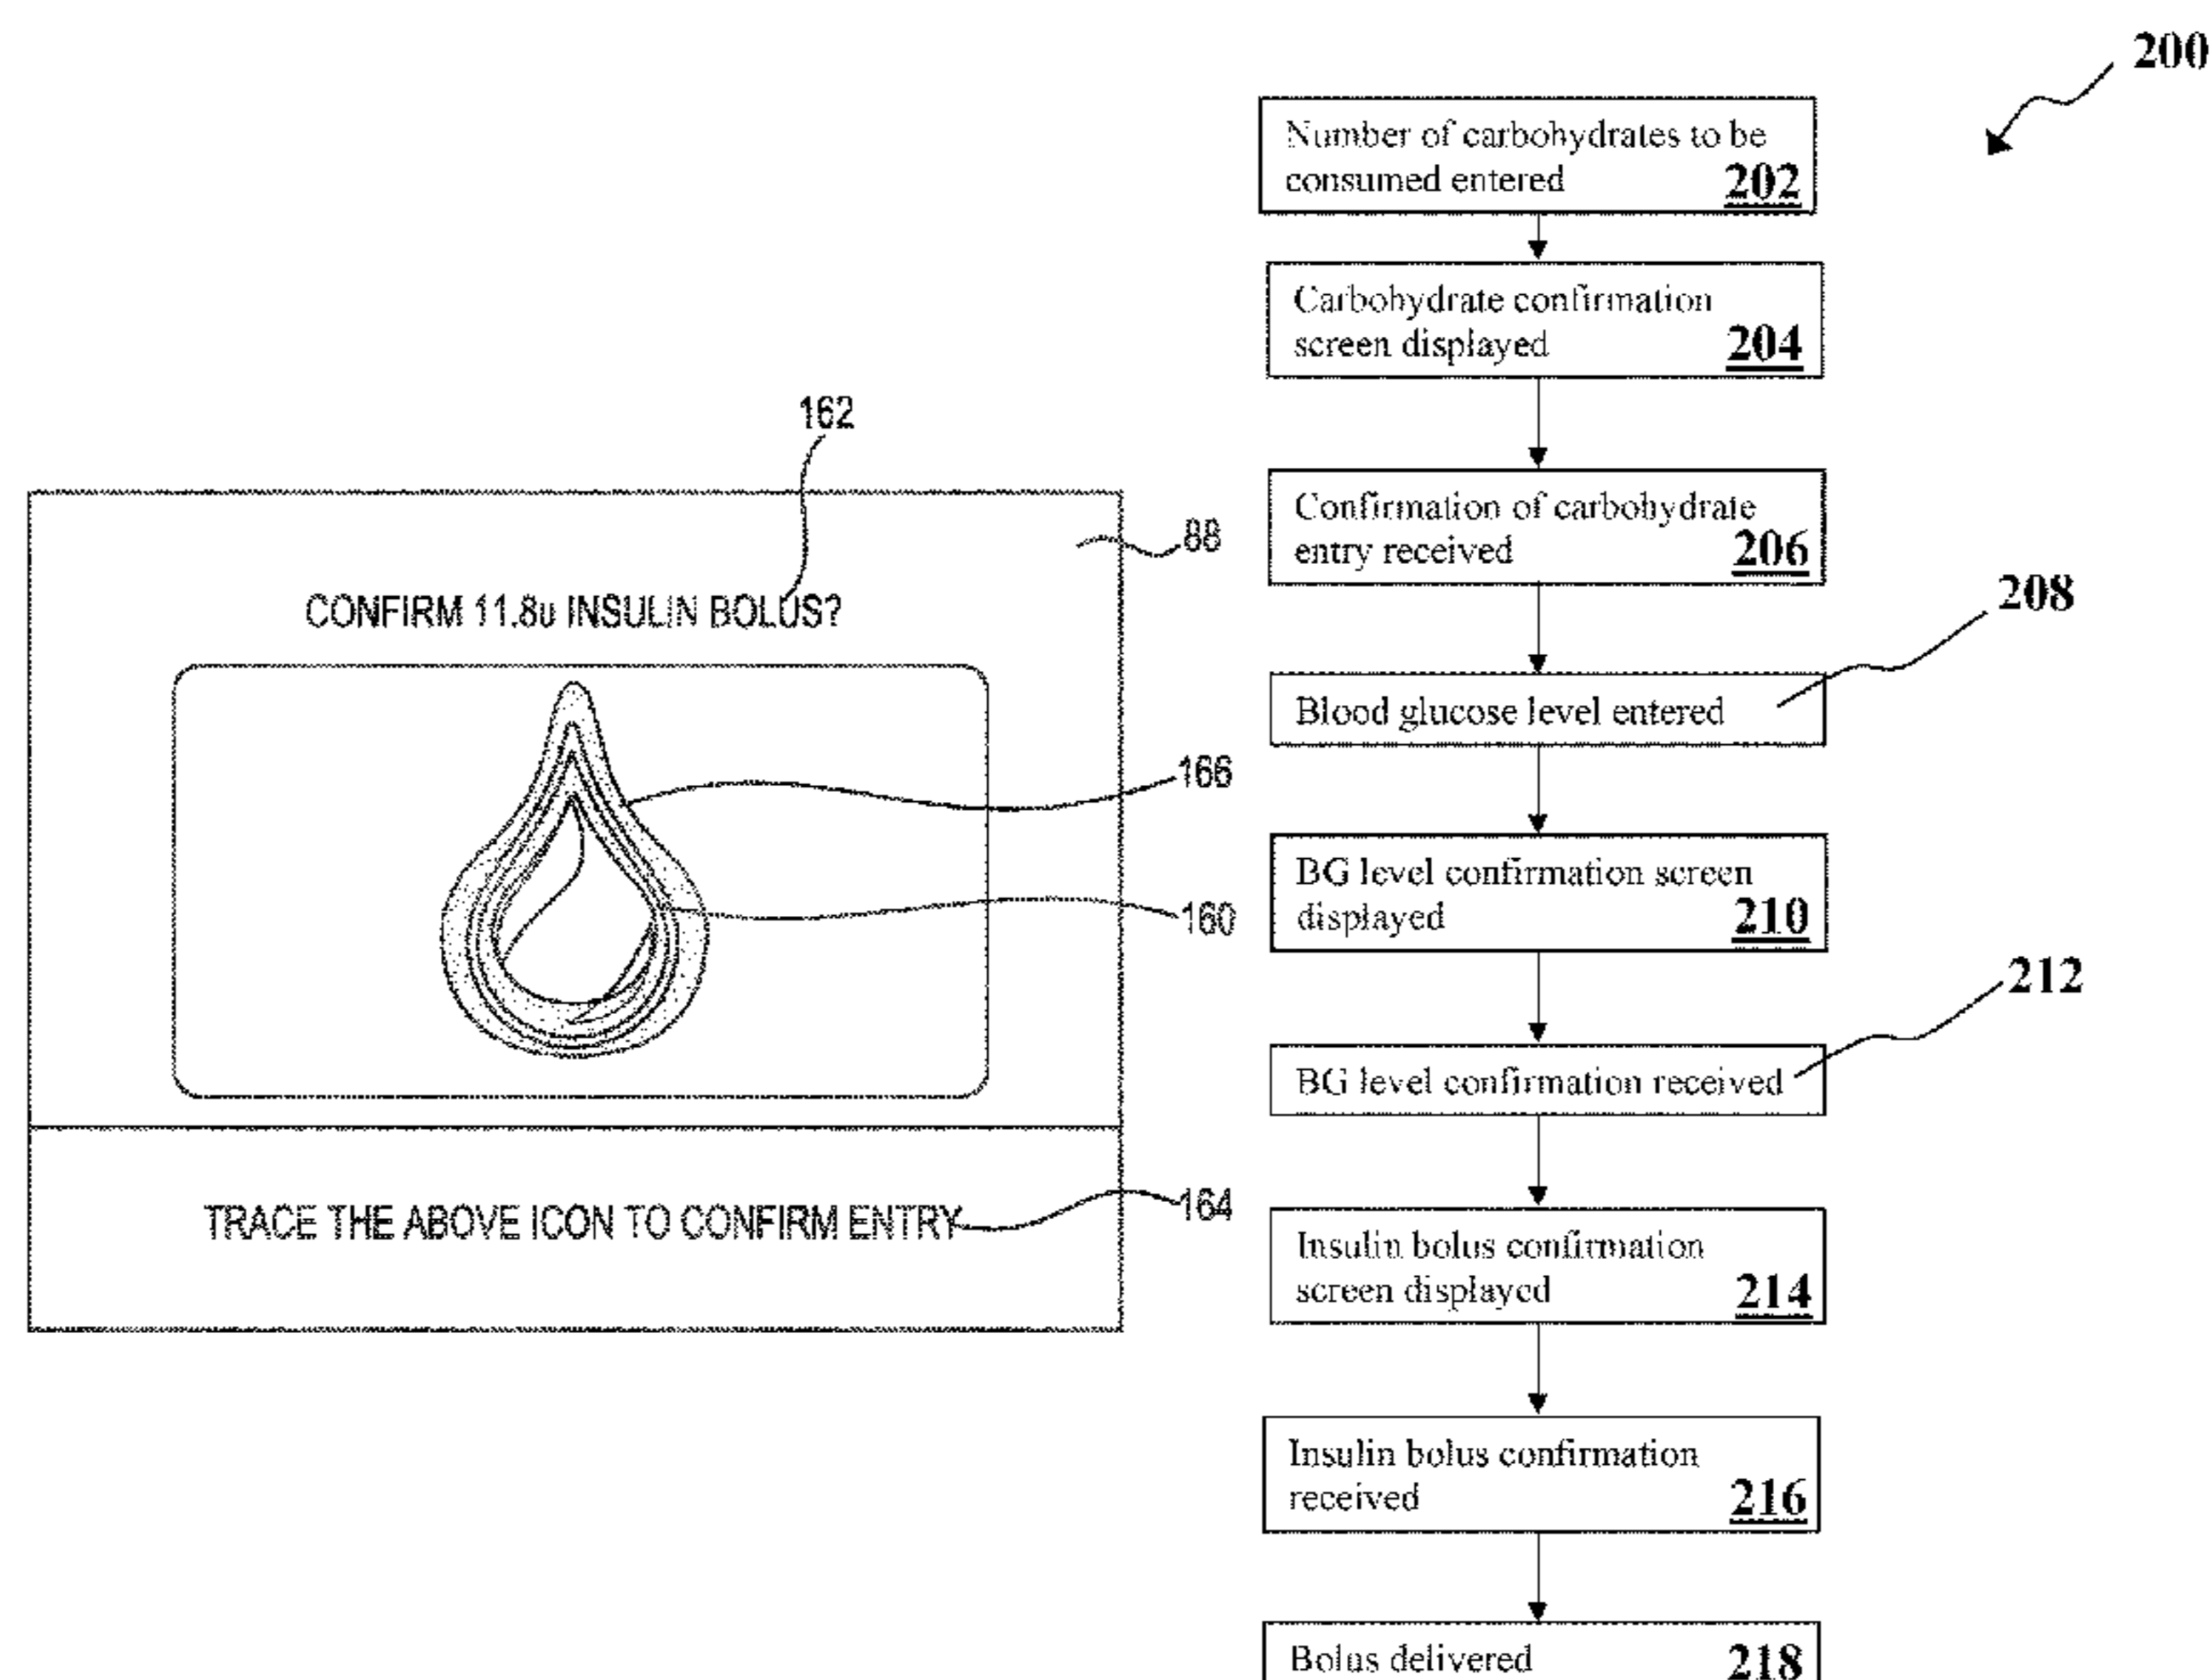 162
88
CONFIRM 11.8u INSULIN BOLUS?
166
160
164
TRACE THE ABOVE ICON TO CONFIRM ENTRY
200
Number of carbohydrates to be
consumed entered 202
Carbohydrate confirmation
screen displayed 204
Confirmation of carbohydrate
entry received 206
208
Blood glucose level entered
BG level confirmation screen
displayed 210
212
BG level confirmation received
Insulin bolus confirmation
screen displayed 214
Insulin bolus confirmation
received 216
Bolus delivered 218